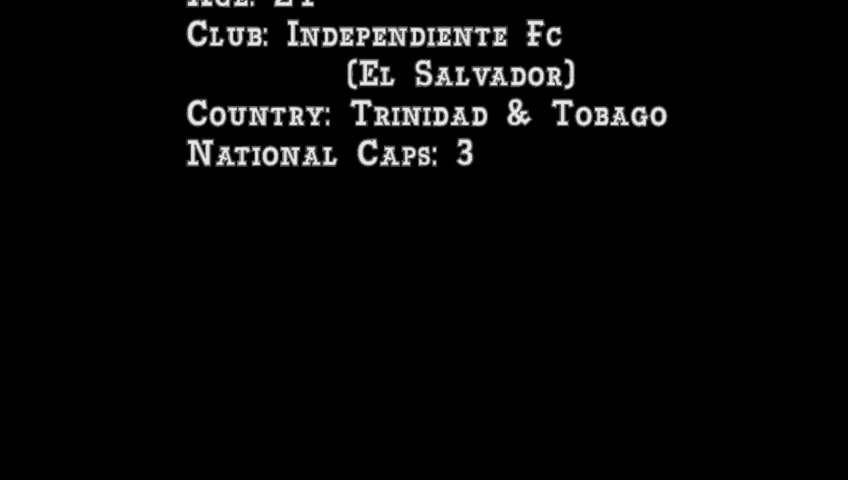 Club: Independiente Fc
(El Salvador)
Country: Trinidad & Tobago
National Caps: 3